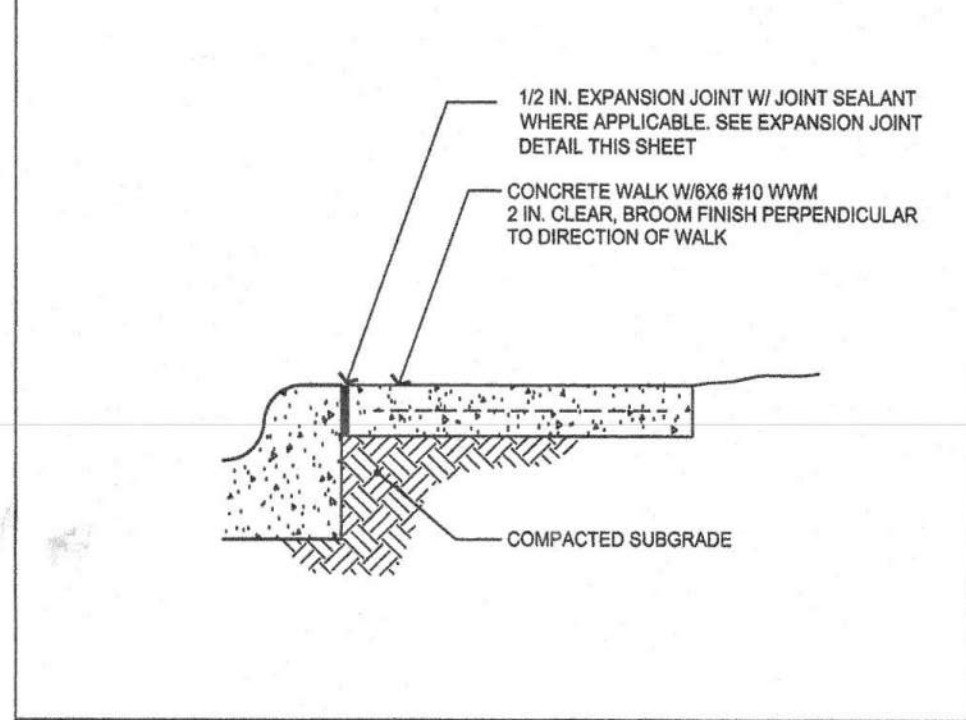 1/2 IN. EXPANSION JOINT W/ JOINT SEALANT
WHERE APPLICABLE. SEE EXPANSION JOINT
DETAIL THIS SHEET
CONCRETE WALK W/6X6 #10 WWM
2 IN. CLEAR, BROOM FINISH PERPENDICULAR
TO DIRECTION OF WALK
COMPACTED SUBGRADE